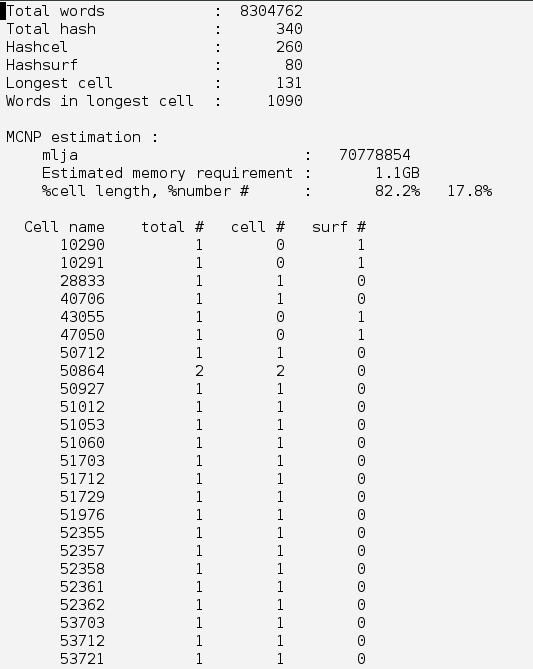 Total words            :  8304762
Total hash             :      340
Hashcel                :      260
Hashsurf               :       80
Longest cell           :      131
Words in longest cell  :     1090
MCNP estimation :
    mlja                         :   70778854
    Estimated memory requirement :       1.1GB
    %cell length, %number #      :       82.2%   17.8%
  Cell name    total #   cell #   surf #
      10290          1        0        1
      10291          1        0        1
      28833          1        1        0
      40706          1        1        0
      43055          1        0        1
      47050          1        0        1
      50712          1        1        0
      50864          2        2        0
      50927          1        1        0
      51012          1        1        0
      51053          1        1        0
      51060          1        1        0
      51703          1        1        0
      51712          1        1        0
      51729          1        1        0
      51976          1        1        0
      52355          1        1        0
      52357          1        1        0
      52358          1        1        0
      52361          1        1        0
      52362          1        1        0
      53703          1        1        0
      53712          1        1        0
      53721          1        1        0